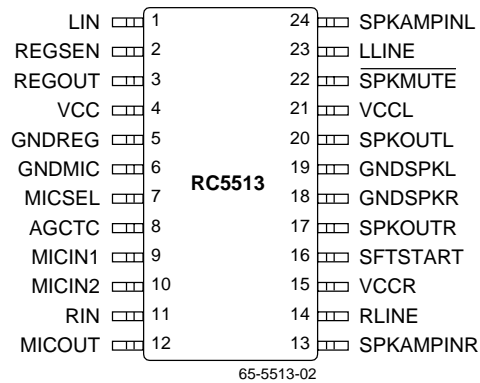 LIN 1 24 SPKAMPINL
REGSEN 2 23 LLINE
REGOUT 3 22 SPKMUTE
VCC 4 21 VCCL
GNDREG 5 20 SPKOUTL
GNDMIC 6 19 GNDSPKL
RC5513
MICSEL 7 18 GNDSPKR
AGCTC 8 17 SPKOUTR
MICIN1 9 16 SFTSTART
MICIN2 10 15 VCCR
RIN 11 14 RLINE
MICOUT 12 13 SPKAMPINR
65-5513-02